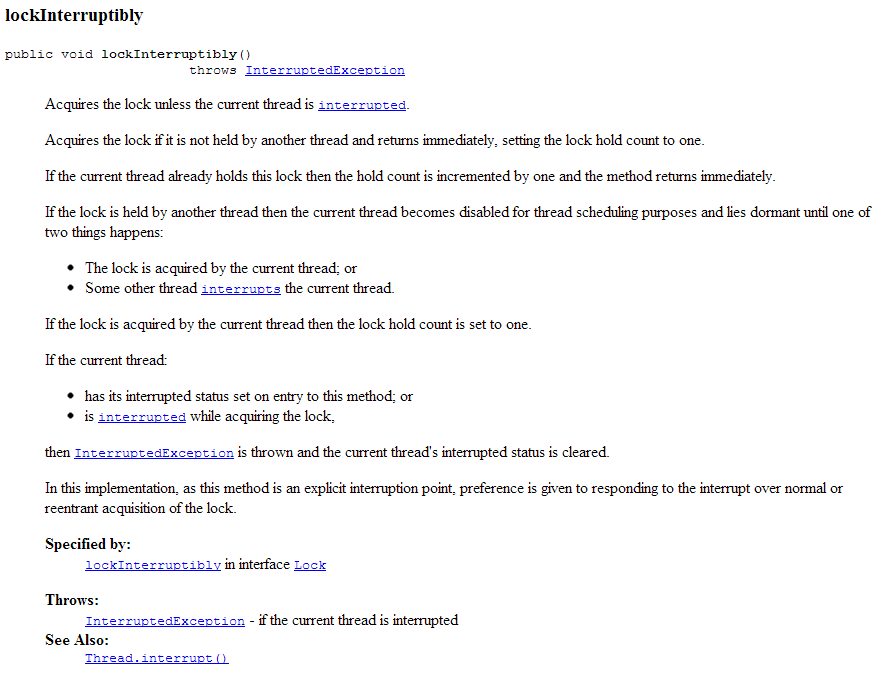 lockInterruptibly
public void lockInterruptibly()
throws InterruptedException
Acquires the lock unless the current thread is interrupted.
Acquires the lock if it is not held by another thread and returns immediately, setting the lock hold count to one.
If the current thread already holds this lock then the hold count is incremented by one and the method returns immediately.
If the lock is held by another thread then the current thread becomes disabled for thread scheduling purposes and lies dormant until one of
two things happens:
• The lock is acquired by the current thread; or
• Some other thread interrupts the current thread.
If the lock is acquired by the current thread then the lock hold count is set to one.
If the current thread:
• has its interrupted status set on entry to this method; or
• is interrupted while acquiring the lock,
then InterruptedException is thrown and the current thread's interrupted status is cleared.
In this implementation, as this method is an explicit interruption point, preference is given to responding to the interrupt over normal or
reentrant acquisition of the lock.
Specified by:
lockInterruptibly in interface Lock
Throws:
InterruptedException - if the current thread is interrupted
See Also:
Thread.interrupt()